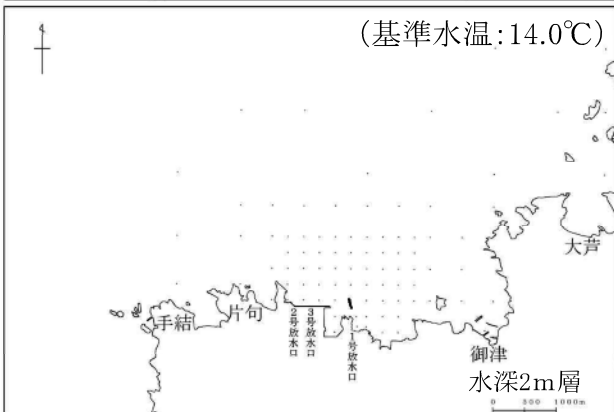 (基準水温:14.0℃)
大芦
手結
片句
2号放水口
3号放水口
1号放水口
御津
水深2m層
0 500 1000m